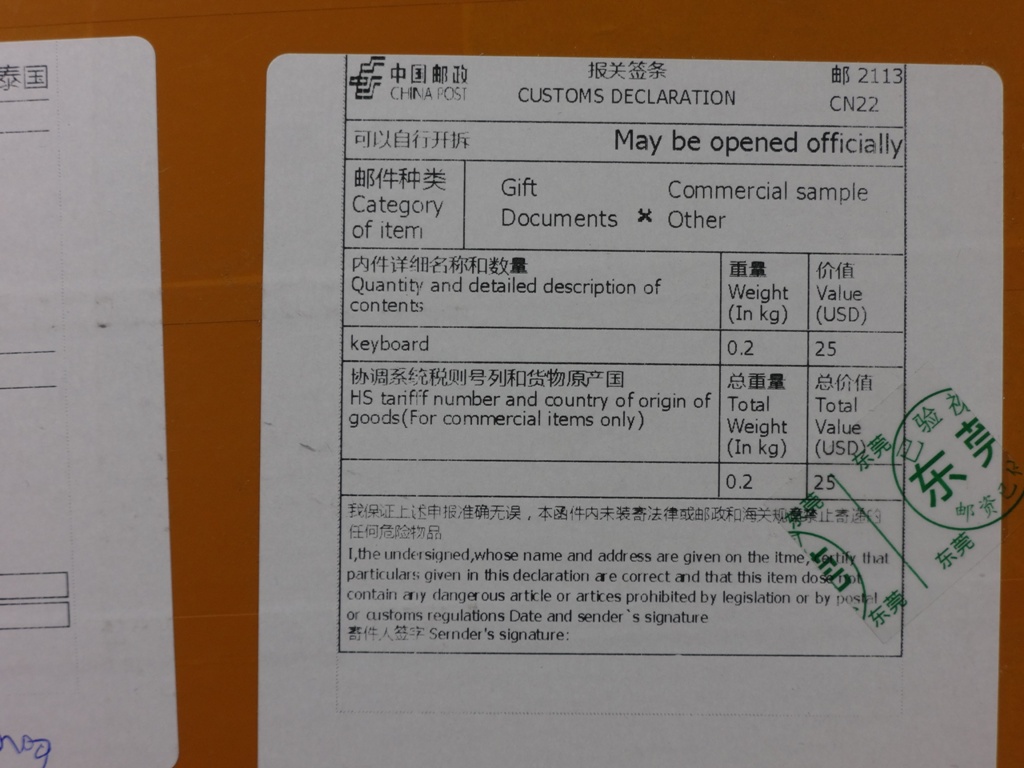 泰国
中国邮政
CHINA POST
报关签条
CUSTOMS DECLARATION
邮 2113
CN22
可以自行开拆
May be opened officially
邮件种类
Category
of item
Gift
Commercial sample
Documents
✖ Other
内件详细名称和数量
Quantity and detailed description of
contents
重量
Weight
(In kg)
价值
Value
(USD)
keyboard
0.2
25
协调系统税则号列和货物原产国
HS tariff number and country of origin of
goods(For commercial items only)
总重量
Total
Weight
(In kg)
总价值
Total
Value
(USD)
0.2
25
我保证上述申报准确无误，本函件内未装寄法律或邮政和海关规章禁止寄递的
任何危险物品
I,the undersigned,whose name and address are given on the itme,certify that
particulars given in this declaration are correct and that this item dose not
contain any dangerous article or artices prohibited by legislation or by postal
or customs regulations Date and sender`s signature
寄件人签字 Sernder's signature:
已验视
东莞
邮资已
东莞
东莞
东莞
东莞